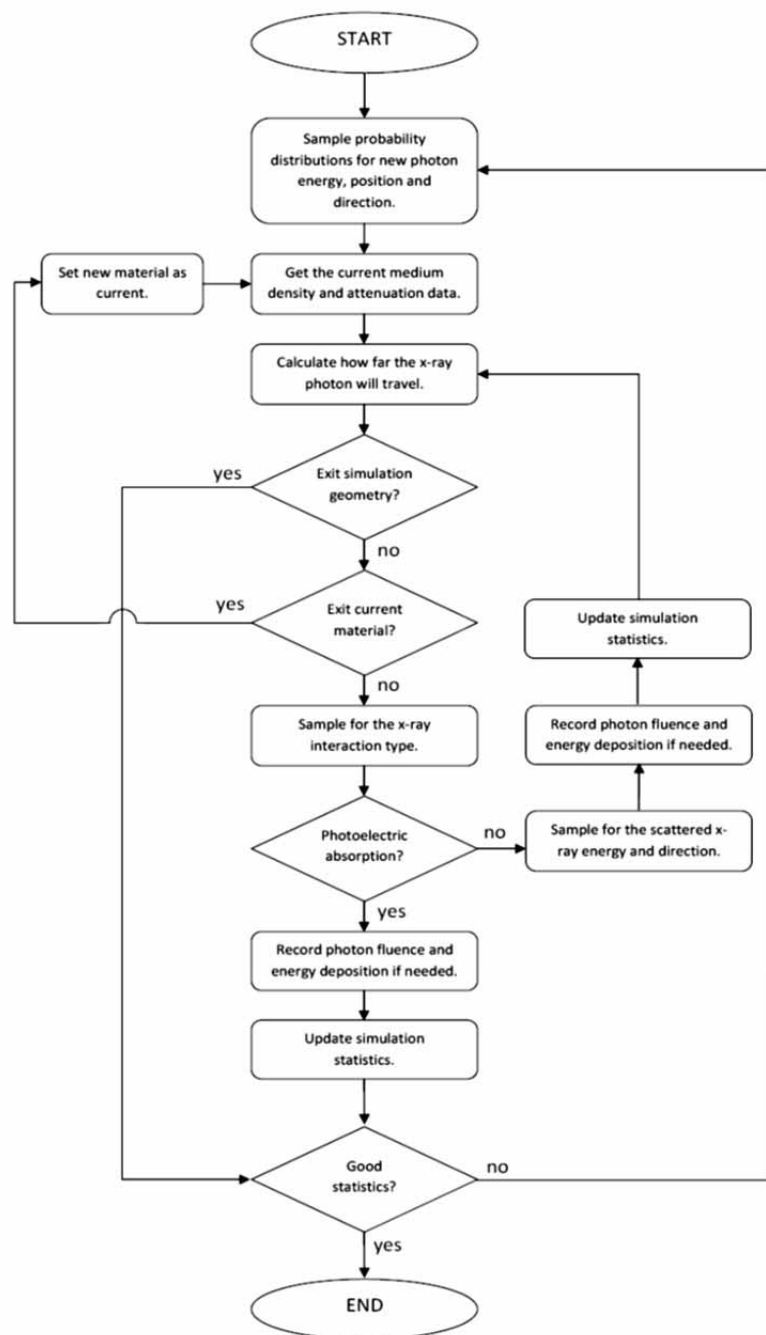 START
Sample probability
distributions for new photon
energy, position and
direction.
Set new material as
current.
Get the current medium
density and attenuation data.
Calculate how far the x-ray
photon will travel.
yes
Exit simulation
geometry?
no
yes
Exit current
material?
Update simulation
statistics.
no
Sample for the x-ray
interaction type.
Record photon fluence and
energy deposition if needed.
Photoelectric
absorption?
no
Sample for the scattered x-
ray energy and direction.
yes
Record photon fluence and
energy deposition if needed.
Update simulation
statistics.
Good
statistics?
no
yes
END